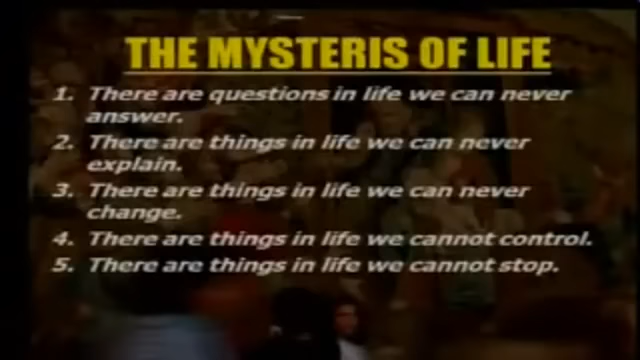 THE MYSTERIS OF LIFE
1. There are questions in life we can never
answer.
2. There are things in life we can never
explain.
3. There are things in life we can never
change.
4. There are things in life we cannot control.
5. There are things in life we cannot stop.